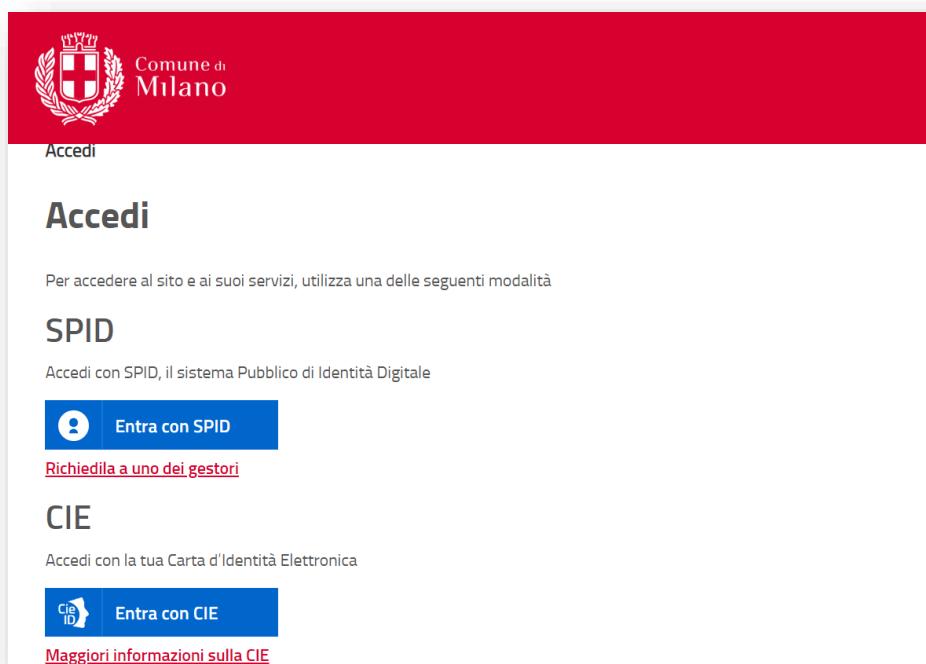 Comune di
Milano
Accedi
Accedi
Per accedere al sito e ai suoi servizi, utilizza una delle seguenti modalità
SPID
Accedi con SPID, il sistema Pubblico di Identità Digitale
Entra con SPID
Richiedila a uno dei gestori
CIE
Accedi con la tua Carta d'Identità Elettronica
Cie
ID
Entra con CIE
Maggiori informazioni sulla CIE